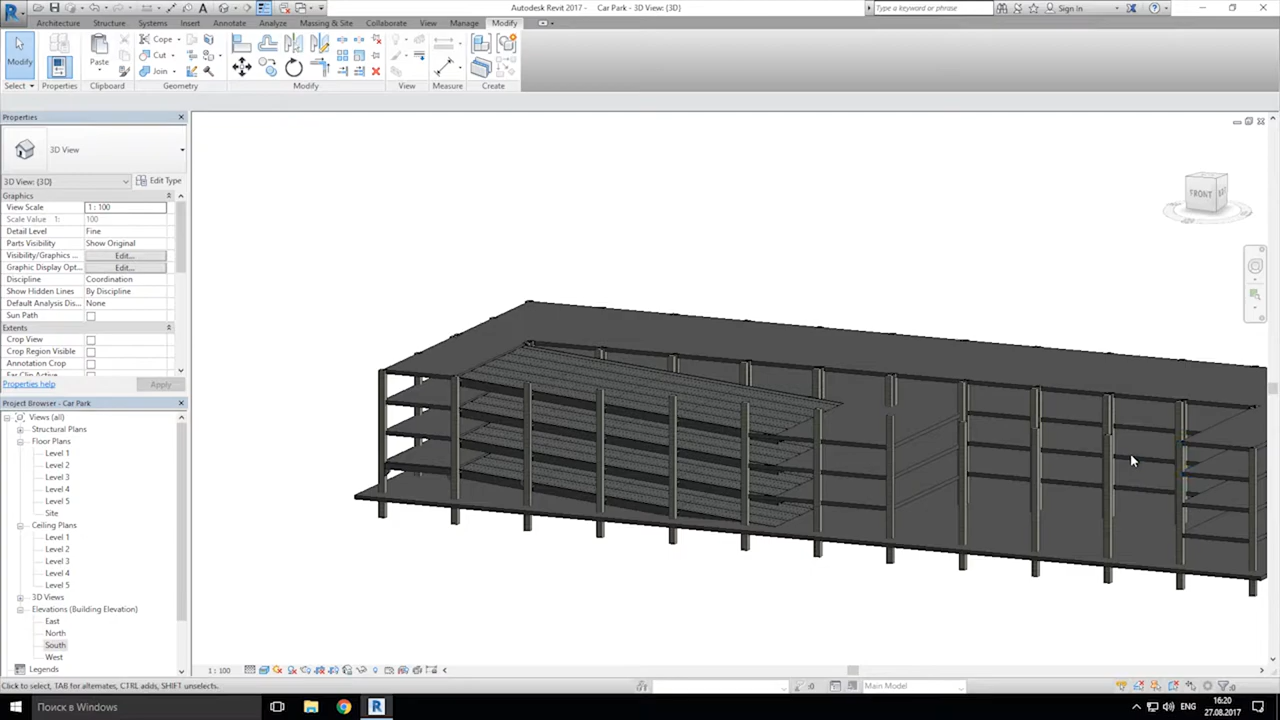 Autodesk Revit 2017 - Car Park - 3D View: {3D}
Type a keyword or phrase
Sign In
Architecture Structure Systems Insert Annotate Analyze Massing & Site Collaborate View Manage Modify
Modify
Paste
Cope
Cut
Join
Select Properties Clipboard Geometry Modify View Measure Create
Properties
3D View
3D View: {3D}
Edit Type
Graphics
View Scale 1 : 100
Scale Value 1: 100
Detail Level Fine
Parts Visibility Show Original
Visibility/Graphics ... Edit...
Graphic Display Opt... Edit...
Discipline Coordination
Show Hidden Lines By Discipline
Default Analysis Dis... None
Sun Path
Extents
Crop View
Crop Region Visible
Annotation Crop
Far Clip Active
Properties help
Apply
Project Browser - Car Park
Views (all)
Structural Plans
Floor Plans
Level 1
Level 2
Level 3
Level 4
Level 5
Site
Ceiling Plans
Level 1
Level 2
Level 3
Level 4
Level 5
3D Views
Elevations (Building Elevation)
East
North
South
West
Legends
FRONT
1 : 100
Click to select, TAB for alternates, CTRL adds, SHIFT unselects.
:0
Main Model
:0
Поиск в Windows
ENG
16:20
27.08.2017